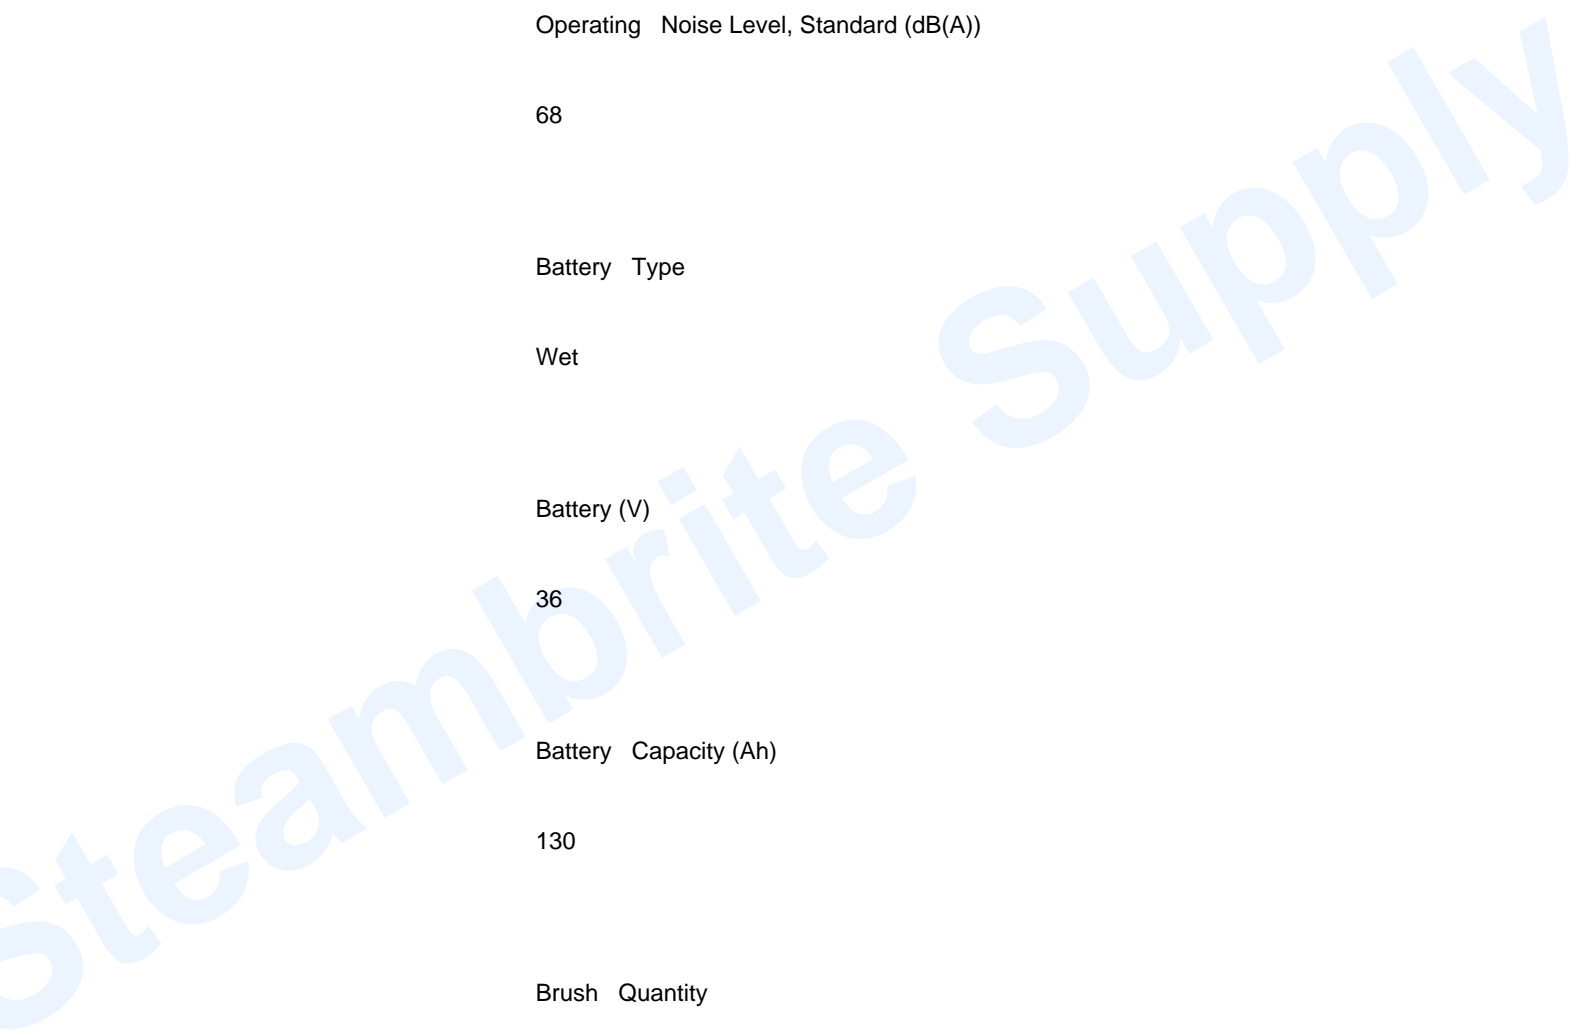 Operating   Noise Level, Standard (dB(A))
68
Battery   Type
Wet
Battery (V)
36
Battery   Capacity (Ah)
130
Brush   Quantity
Steambrite Supply